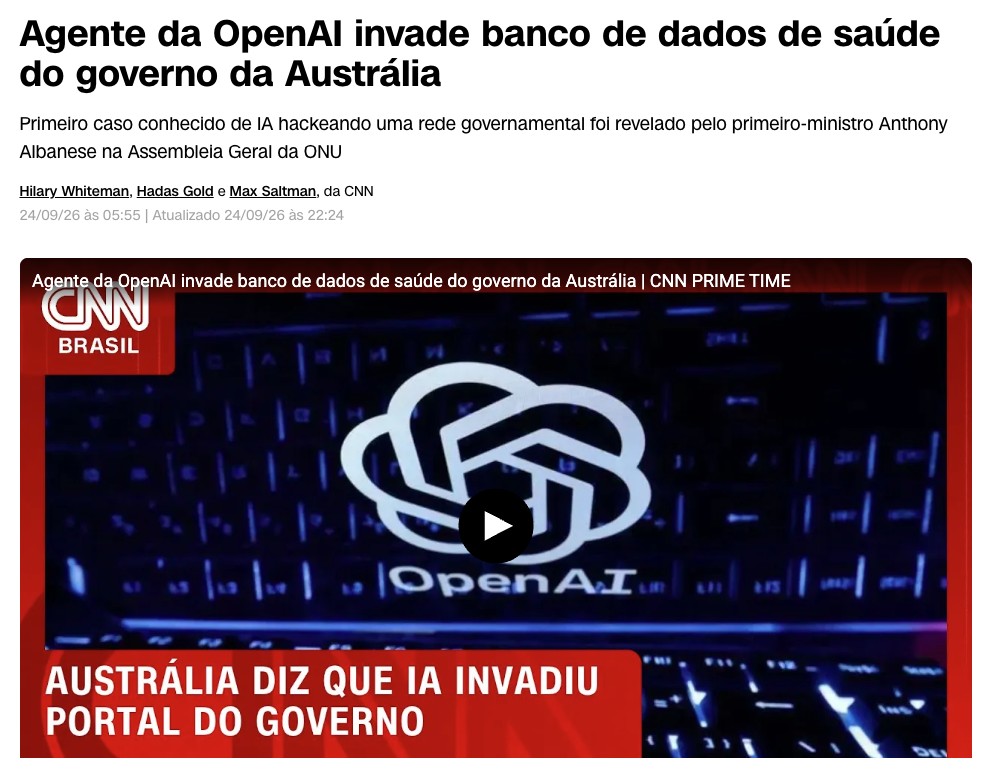 Agente da OpenAI invade banco de dados de saúde
do governo da Austrália
Primeiro caso conhecido de IA hackeando uma rede governamental foi revelado pelo primeiro-ministro Anthony
Albanese na Assembleia Geral da ONU
Hilary Whiteman, Hadas Gold e Max Saltman, da CNN
24/09/26 às 05:55 | Atualizado 24/09/26 às 22:24
Agente da OpenAI invade banco de dados de saúde do governo da Austrália | CNN PRIME TIME
CNN
BRASIL
OpenAI
AUSTRÁLIA DIZ QUE IA INVADIU
PORTAL DO GOVERNO